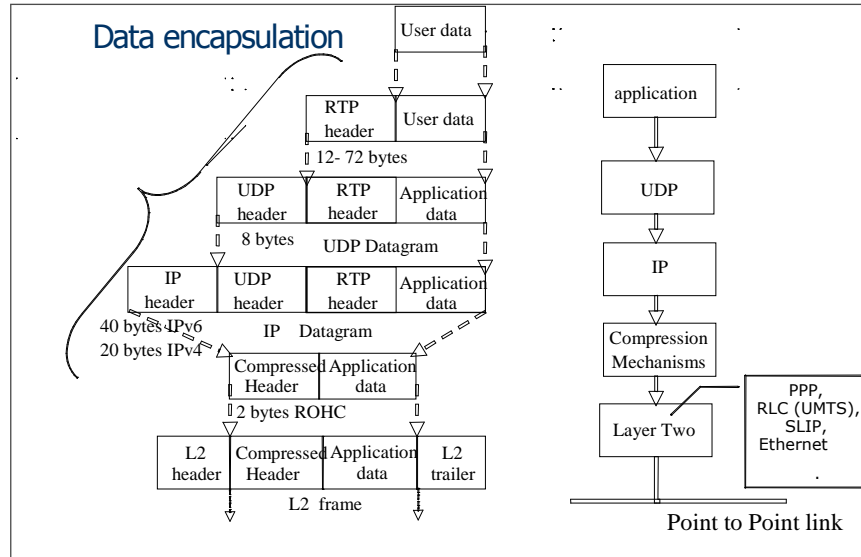 Data encapsulation
User data
RTP header
User data
12- 72 bytes
UDP header
RTP header
Application data
8 bytes
UDP Datagram
IP header
UDP header
RTP header
Application data
40 bytes IPv6
20 bytes IPv4
IP Datagram
Compressed Header
Application data
2 bytes ROHC
L2 header
Compressed Header
Application data
L2 trailer
L2 frame
application
UDP
IP
Compression Mechanisms
Layer Two
PPP,
RLC (UMTS),
SLIP,
Ethernet
.
Point to Point link